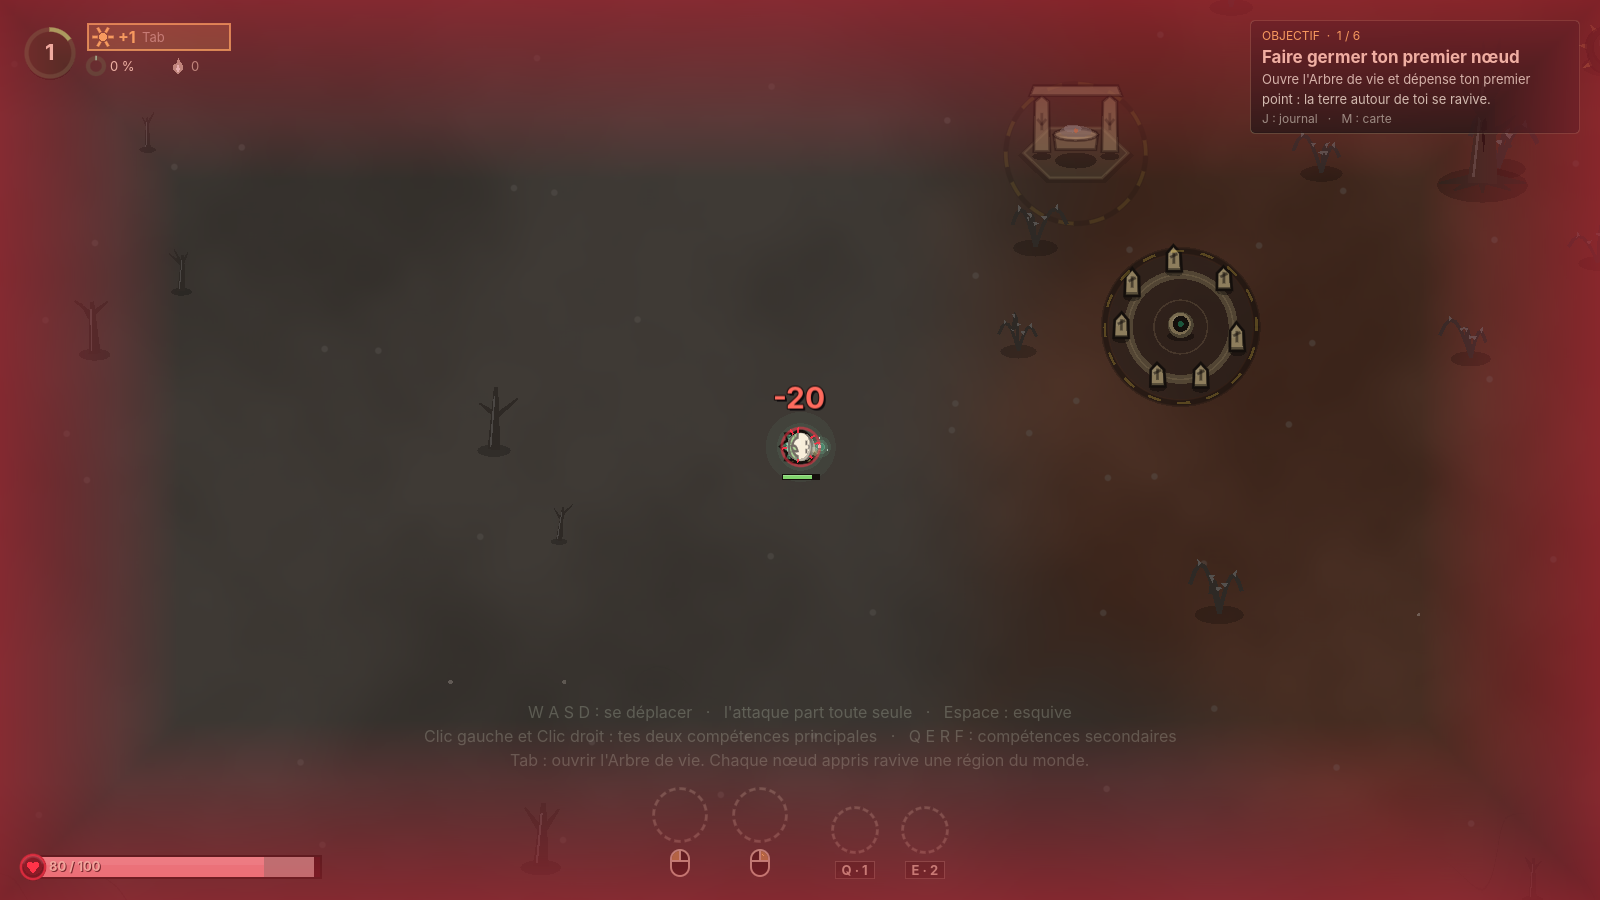 1
+1 Tab
0 %
0
OBJECTIF · 1 / 6
Faire germer ton premier nœud
Ouvre l'Arbre de vie et dépense ton premier
point : la terre autour de toi se ravive.
J : journal · M : carte
-20
W A S D : se déplacer · l'attaque part toute seule · Espace : esquive
Clic gauche et Clic droit : tes deux compétences principales · Q E R F : compétences secondaires
Tab : ouvrir l'Arbre de vie. Chaque nœud appris ravive une région du monde.
80 / 100
Q · 1
E · 2